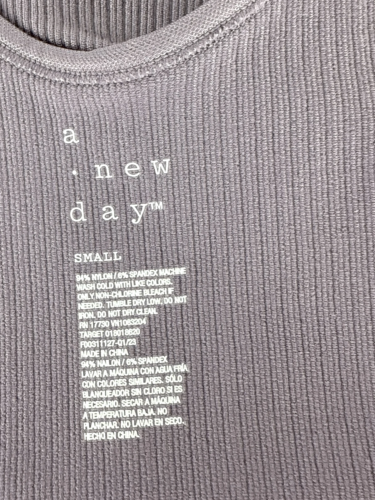 a
. new
day™
SMALL
94% NYLON / 6% SPANDEX MACHINE
WASH COLD WITH LIKE COLORS.
ONLY NON-CHLORINE BLEACH IF
NEEDED. TUMBLE DRY LOW. DO NOT
IRON. DO NOT DRY CLEAN.
RN 17730 VN1083204
TARGET 018018620
FD0311127-01/23
MADE IN CHINA
94% NAILON / 6% SPANDEX
LAVAR A MÁQUINA CON AGUA FRÍA
CON COLORES SIMILARES. SÓLO
BLANQUEADOR SIN CLORO SI ES
NECESARIO. SECAR A MÁQUINA
A TEMPERATURA BAJA. NO
PLANCHAR. NO LAVAR EN SECO.
HECHO EN CHINA.